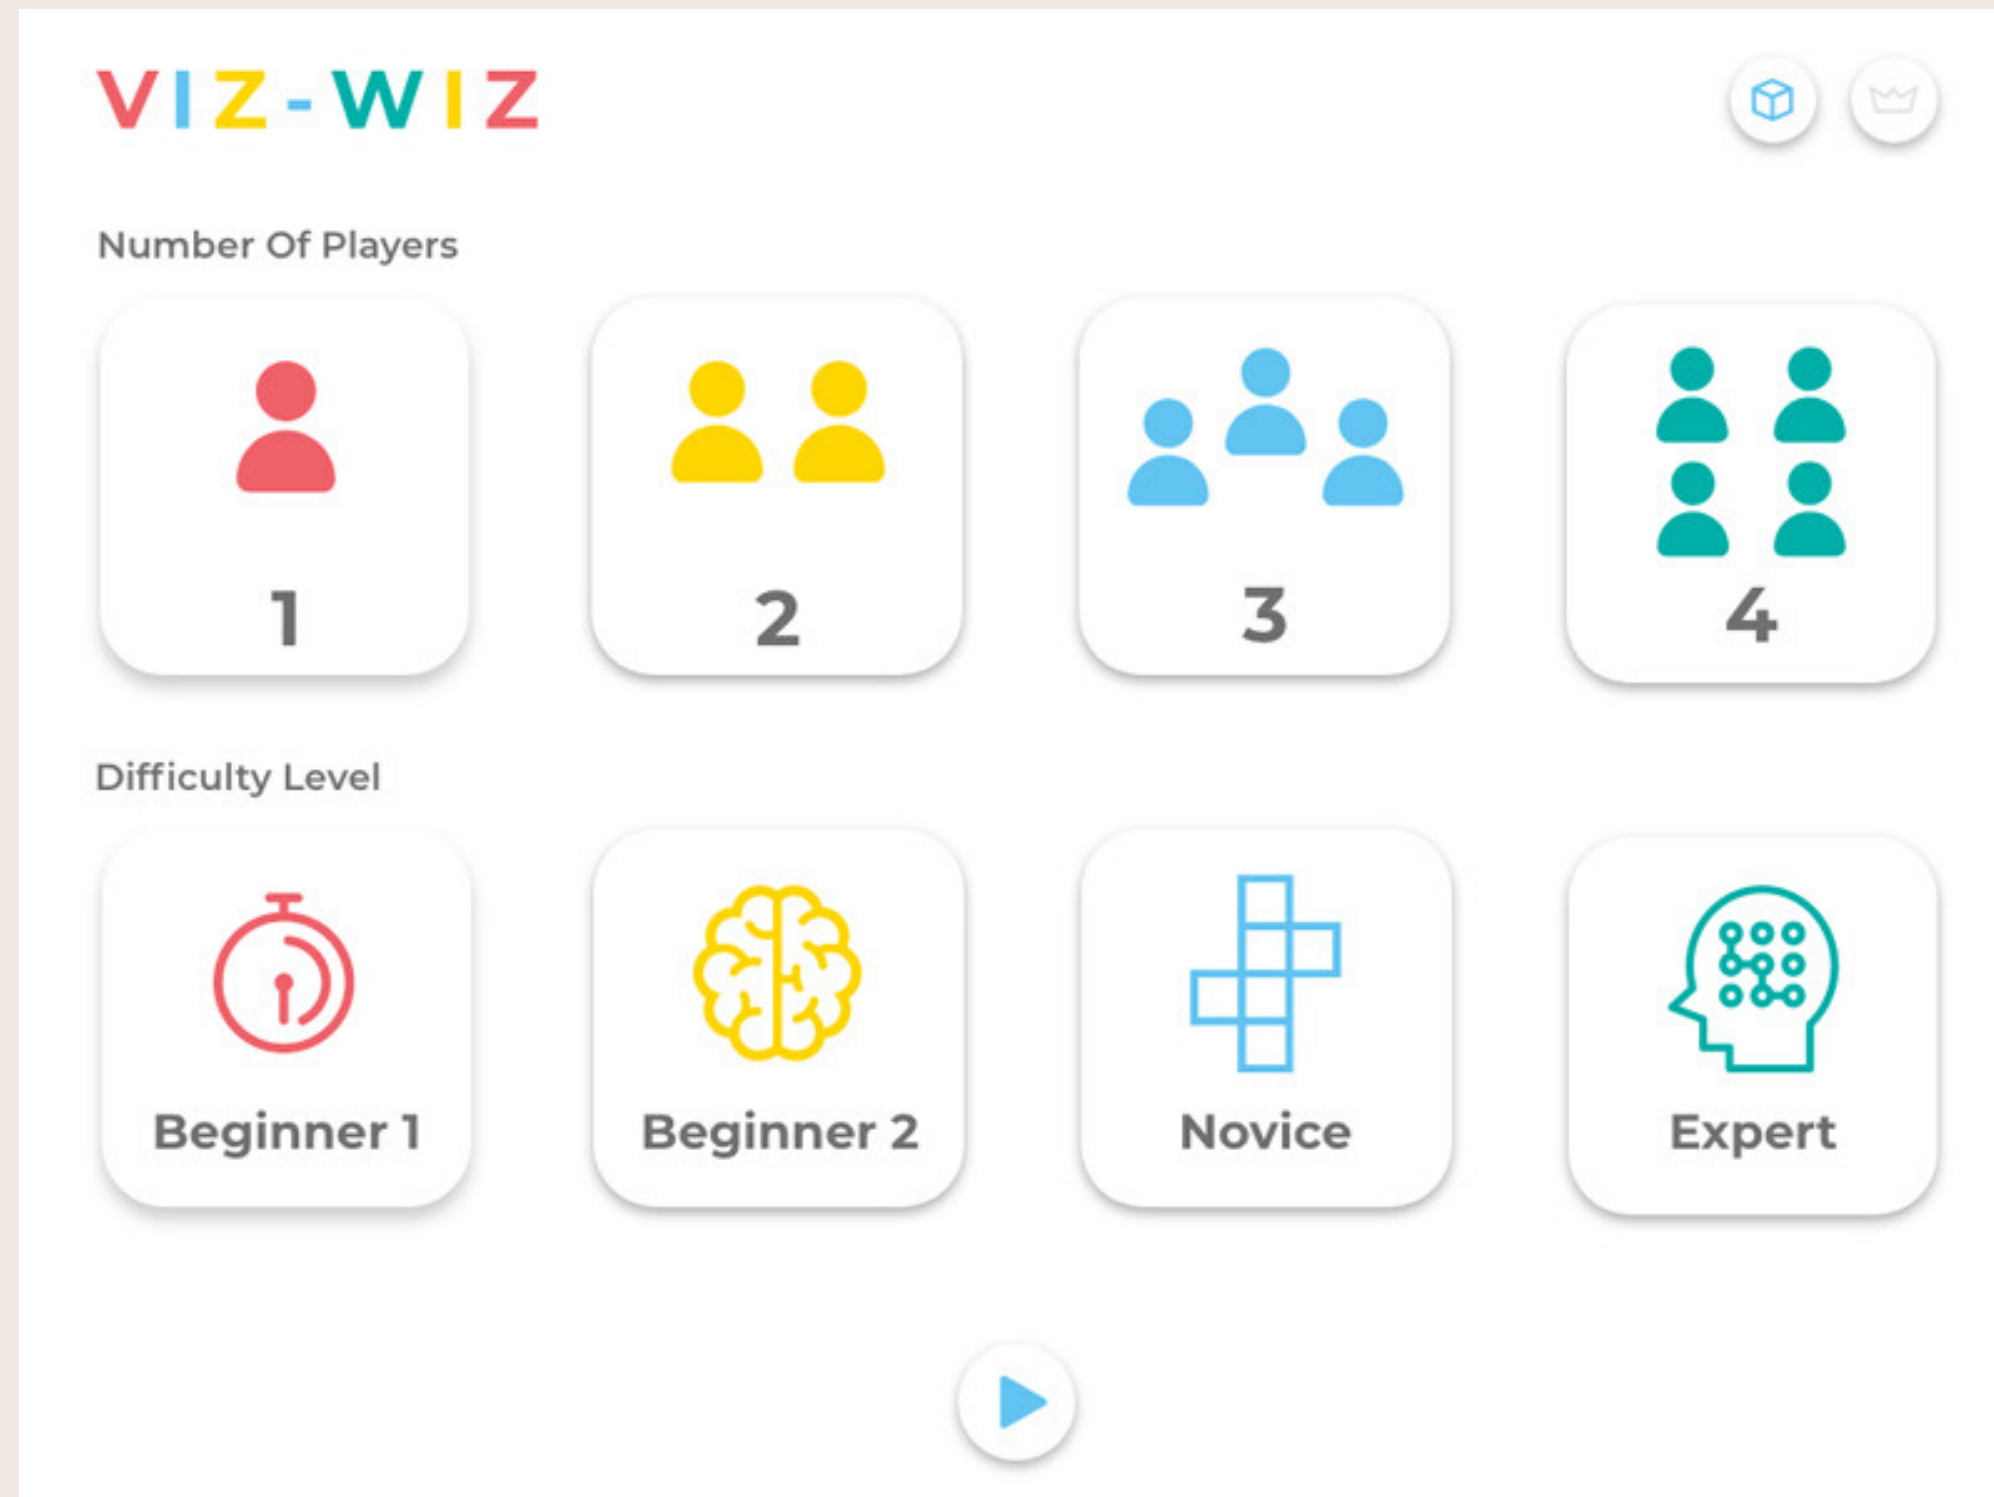 VIZ-WIZ
Number Of Players
1 2 3 4
Difficulty Level
Beginner 1 Beginner 2 Novice Expert